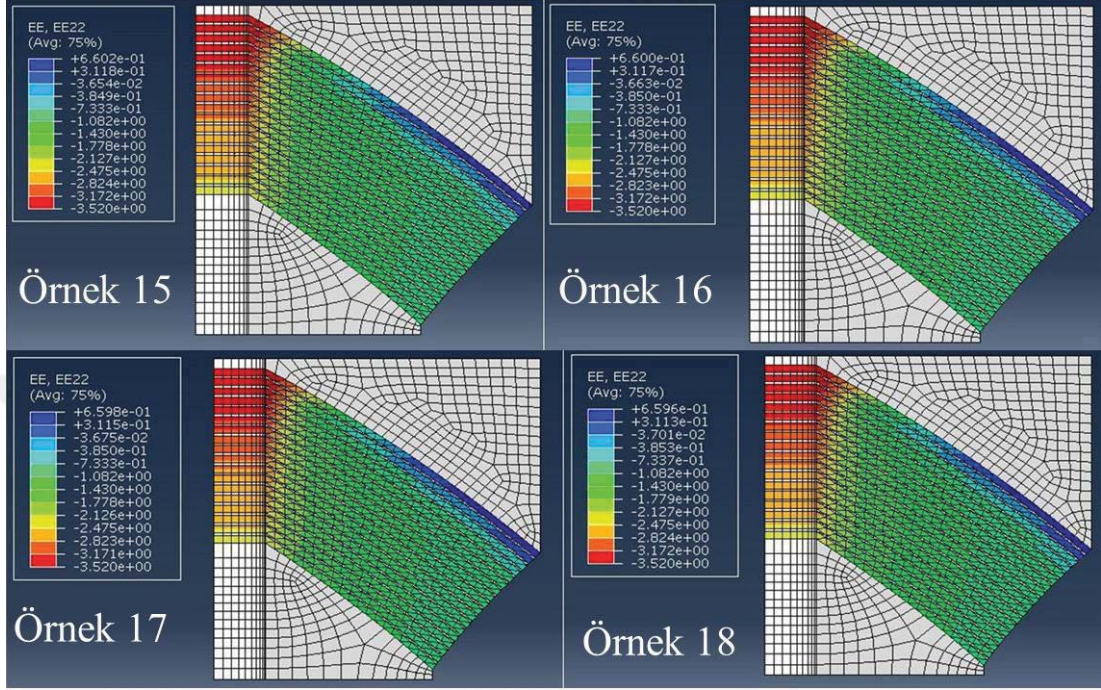 EE, EE22
(Avg: 75%)
+6.602e-01
+3.118e-01
-3.654e-02
-3.849e-01
-7.333e-01
-1.082e+00
-1.430e+00
-1.778e+00
-2.127e+00
-2.475e+00
-2.824e+00
-3.172e+00
-3.520e+00
Örnek 15
EE, EE22
(Avg: 75%)
+6.600e-01
+3.117e-01
-3.663e-02
-3.850e-01
-7.333e-01
-1.082e+00
-1.430e+00
-1.778e+00
-2.127e+00
-2.475e+00
-2.823e+00
-3.172e+00
-3.520e+00
Örnek 16
EE, EE22
(Avg: 75%)
+6.598e-01
+3.115e-01
-3.675e-02
-3.850e-01
-7.333e-01
-1.082e+00
-1.430e+00
-1.778e+00
-2.126e+00
-2.475e+00
-2.823e+00
-3.171e+00
-3.520e+00
Örnek 17
EE, EE22
(Avg: 75%)
+6.596e-01
+3.113e-01
-3.701e-02
-3.853e-01
-7.337e-01
-1.082e+00
-1.430e+00
-1.779e+00
-2.127e+00
-2.475e+00
-2.824e+00
-3.172e+00
-3.520e+00
Örnek 18